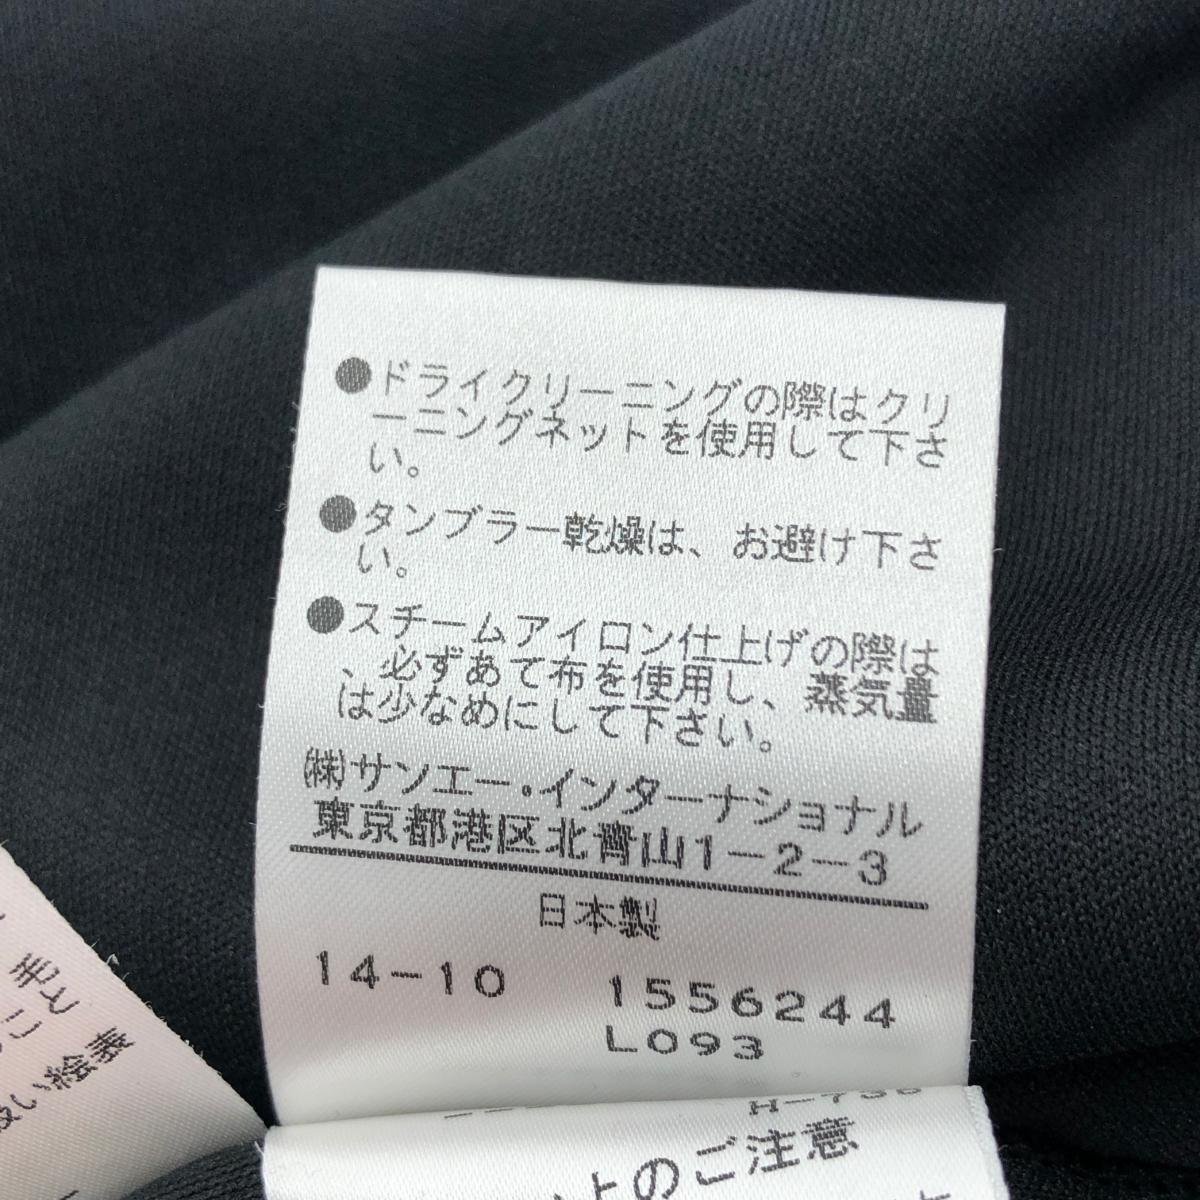 ●ドライクリーニングの際はクリ
ーニングネットを使用して下さ
い。
●タンブラー乾燥は、お避け下さ
い。
●スチームアイロン仕上げの際は
、必ずあて布を使用し、蒸気量
は少なめにして下さい。
㈱サンエー・インターナショナル
東京都港区北青山1-2-3
日本製
14-10 1556244
L093
上のご注意
毛と
い絵表